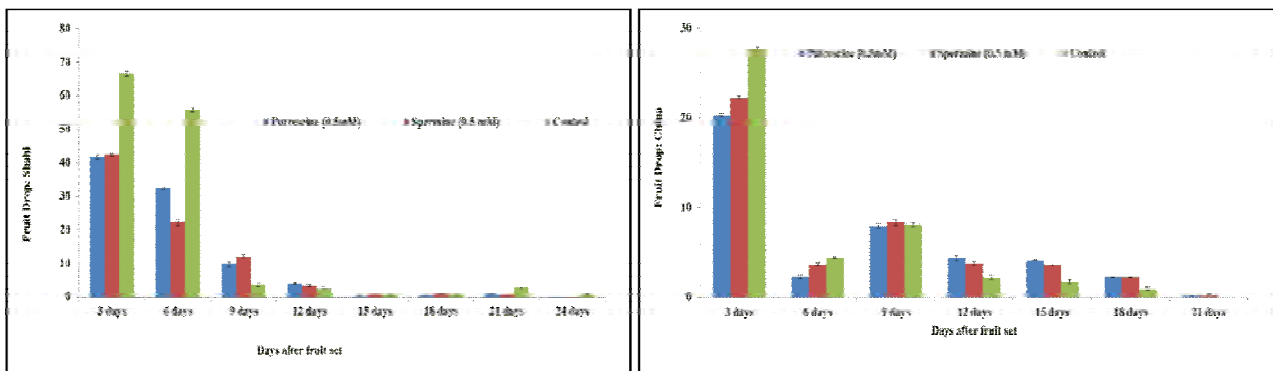 80
70
60
50
40
30
20
10
0
Fruit Drop: Shahi
Putrescine (0.5mM) Spermine (0.5 mM) Control
3 days 6 days 9 days 12 days 15 days 18 days 21 days 24 days
Days after fruit set
30
20
10
0
Fruit Drop: China
Putrescine (0.5mM) Spermine (0.5 mM) Control
3 days 6 days 9 days 12 days 15 days 18 days 21 days
Days after fruit set